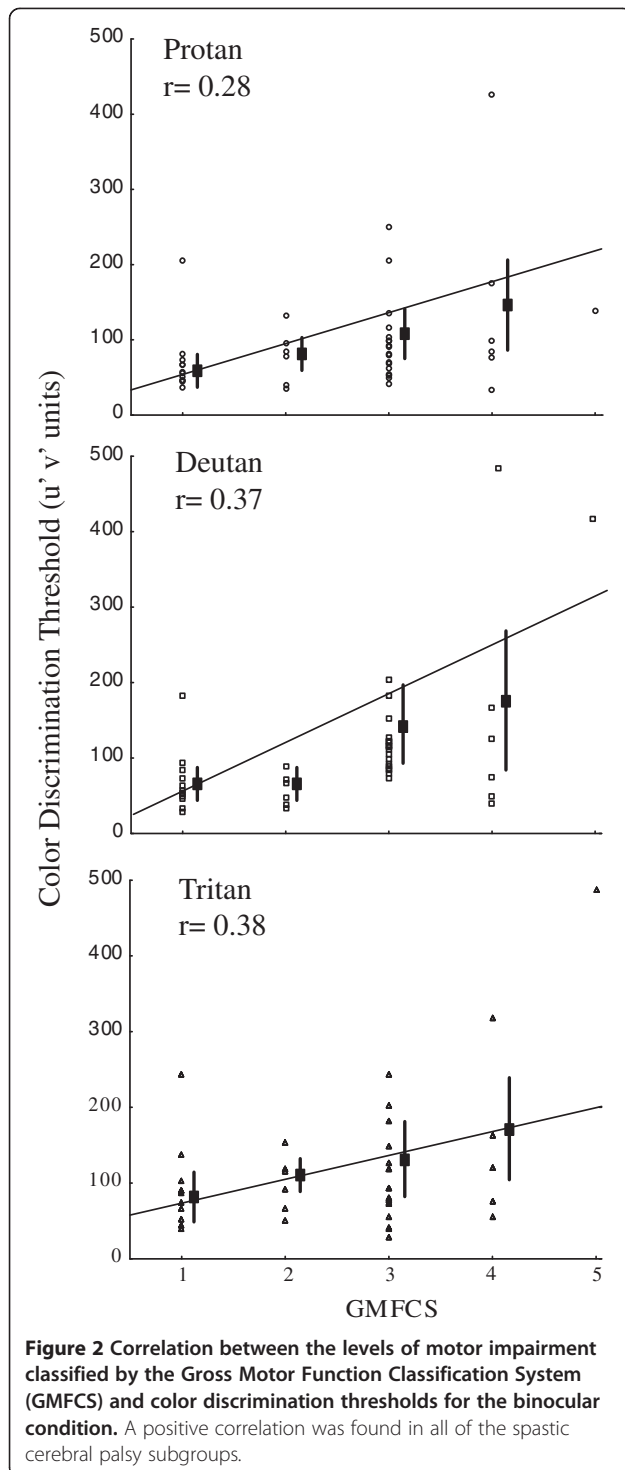 500
Protan
r= 0.28
400
300
200
100
0
500
Deutan
r= 0.37
400
300
200
100
0
Color Discrimination Threshold (u' v' units)
500
Tritan
r= 0.38
400
300
200
100
0
1 2 3 4 5
GMFCS
Figure 2 Correlation between the levels of motor impairment
classified by the Gross Motor Function Classification System
(GMFCS) and color discrimination thresholds for the binocular
condition. A positive correlation was found in all of the spastic
cerebral palsy subgroups.